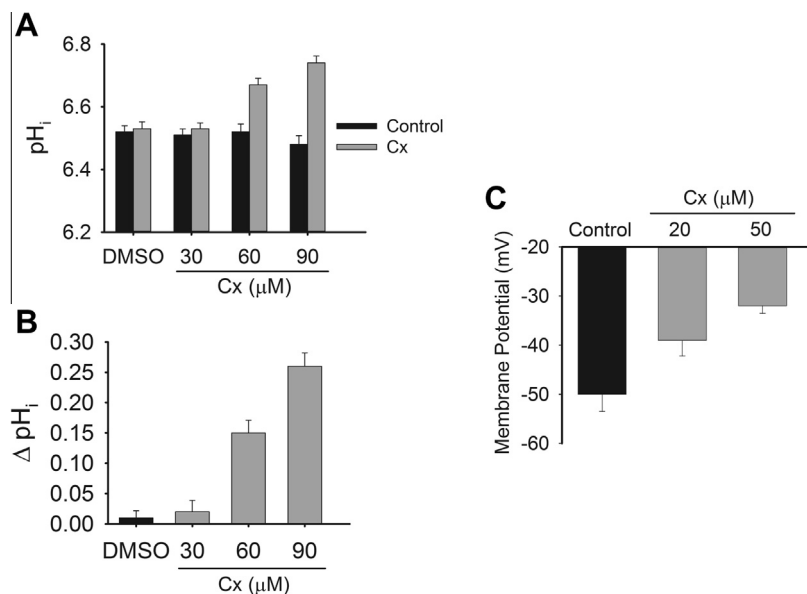 A
6.8
6.6
6.4
6.2
pHi
Control
Cx
DMSO 30 60 90
Cx (μM)
B
0.30
0.25
0.20
0.15
0.10
0.05
0.00
Δ pHi
DMSO 30 60 90
Cx (μM)
C
Cx (μM)
Control 20 50
-20
-30
-40
-50
-60
Membrane Potential (mV)